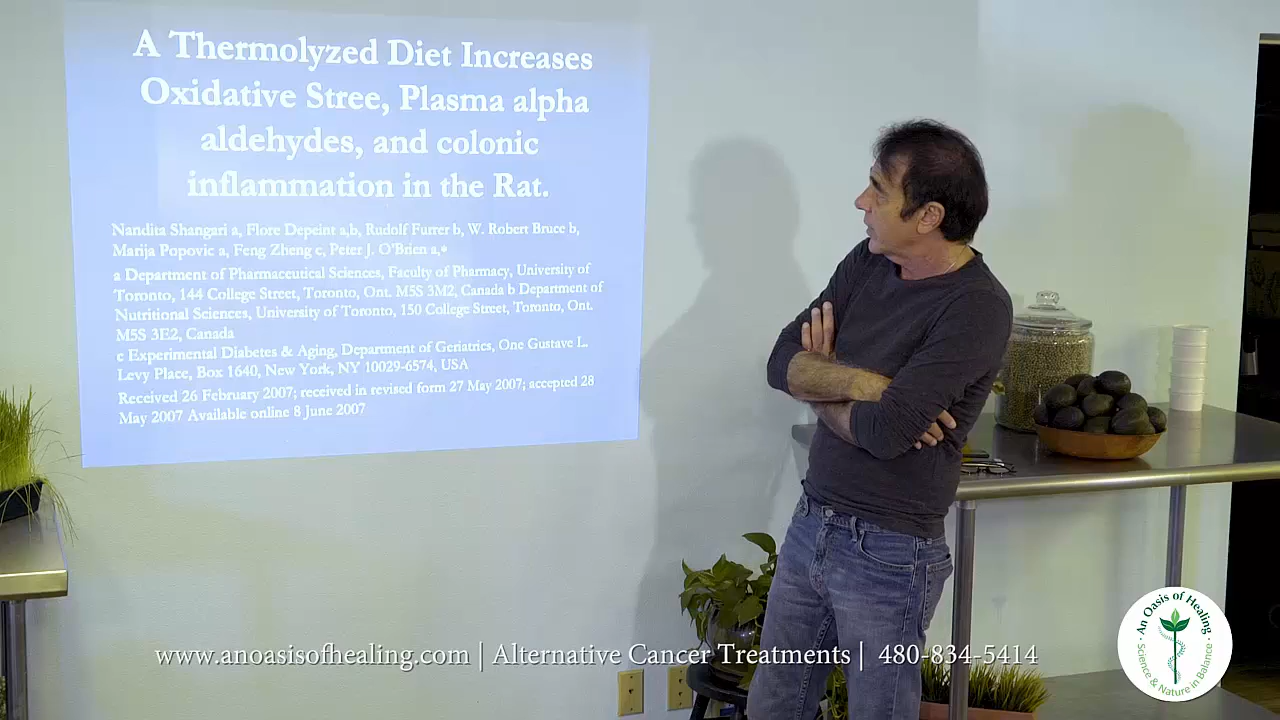 A Thermolyzed Diet Increases
Oxidative Stree, Plasma alpha
aldehydes, and colonic
inflammation in the Rat.
Nandita Shangari a, Flore Depeint a,b, Rudolf Furrer b, W. Robert Bruce b,
Marija Popovic a, Feng Zheng c, Peter J. O'Brien a,*
a Department of Pharmaceutical Sciences, Faculty of Pharmacy, University of
Toronto, 144 College Street, Toronto, Ont. M5S 3M2, Canada b Department of
Nutritional Sciences, University of Toronto, 150 College Street, Toronto, Ont.
M5S 3E2, Canada
c Experimental Diabetes & Aging, Department of Geriatrics, One Gustave L.
Levy Place, Box 1640, New York, NY 10029-6574, USA
Received 26 February 2007; received in revised form 27 May 2007; accepted 28
May 2007 Available online 8 June 2007
www.anoasisofhealing.com | Alternative Cancer Treatments | 480-834-5414
An Oasis of Healing
Science & Nature in Balance